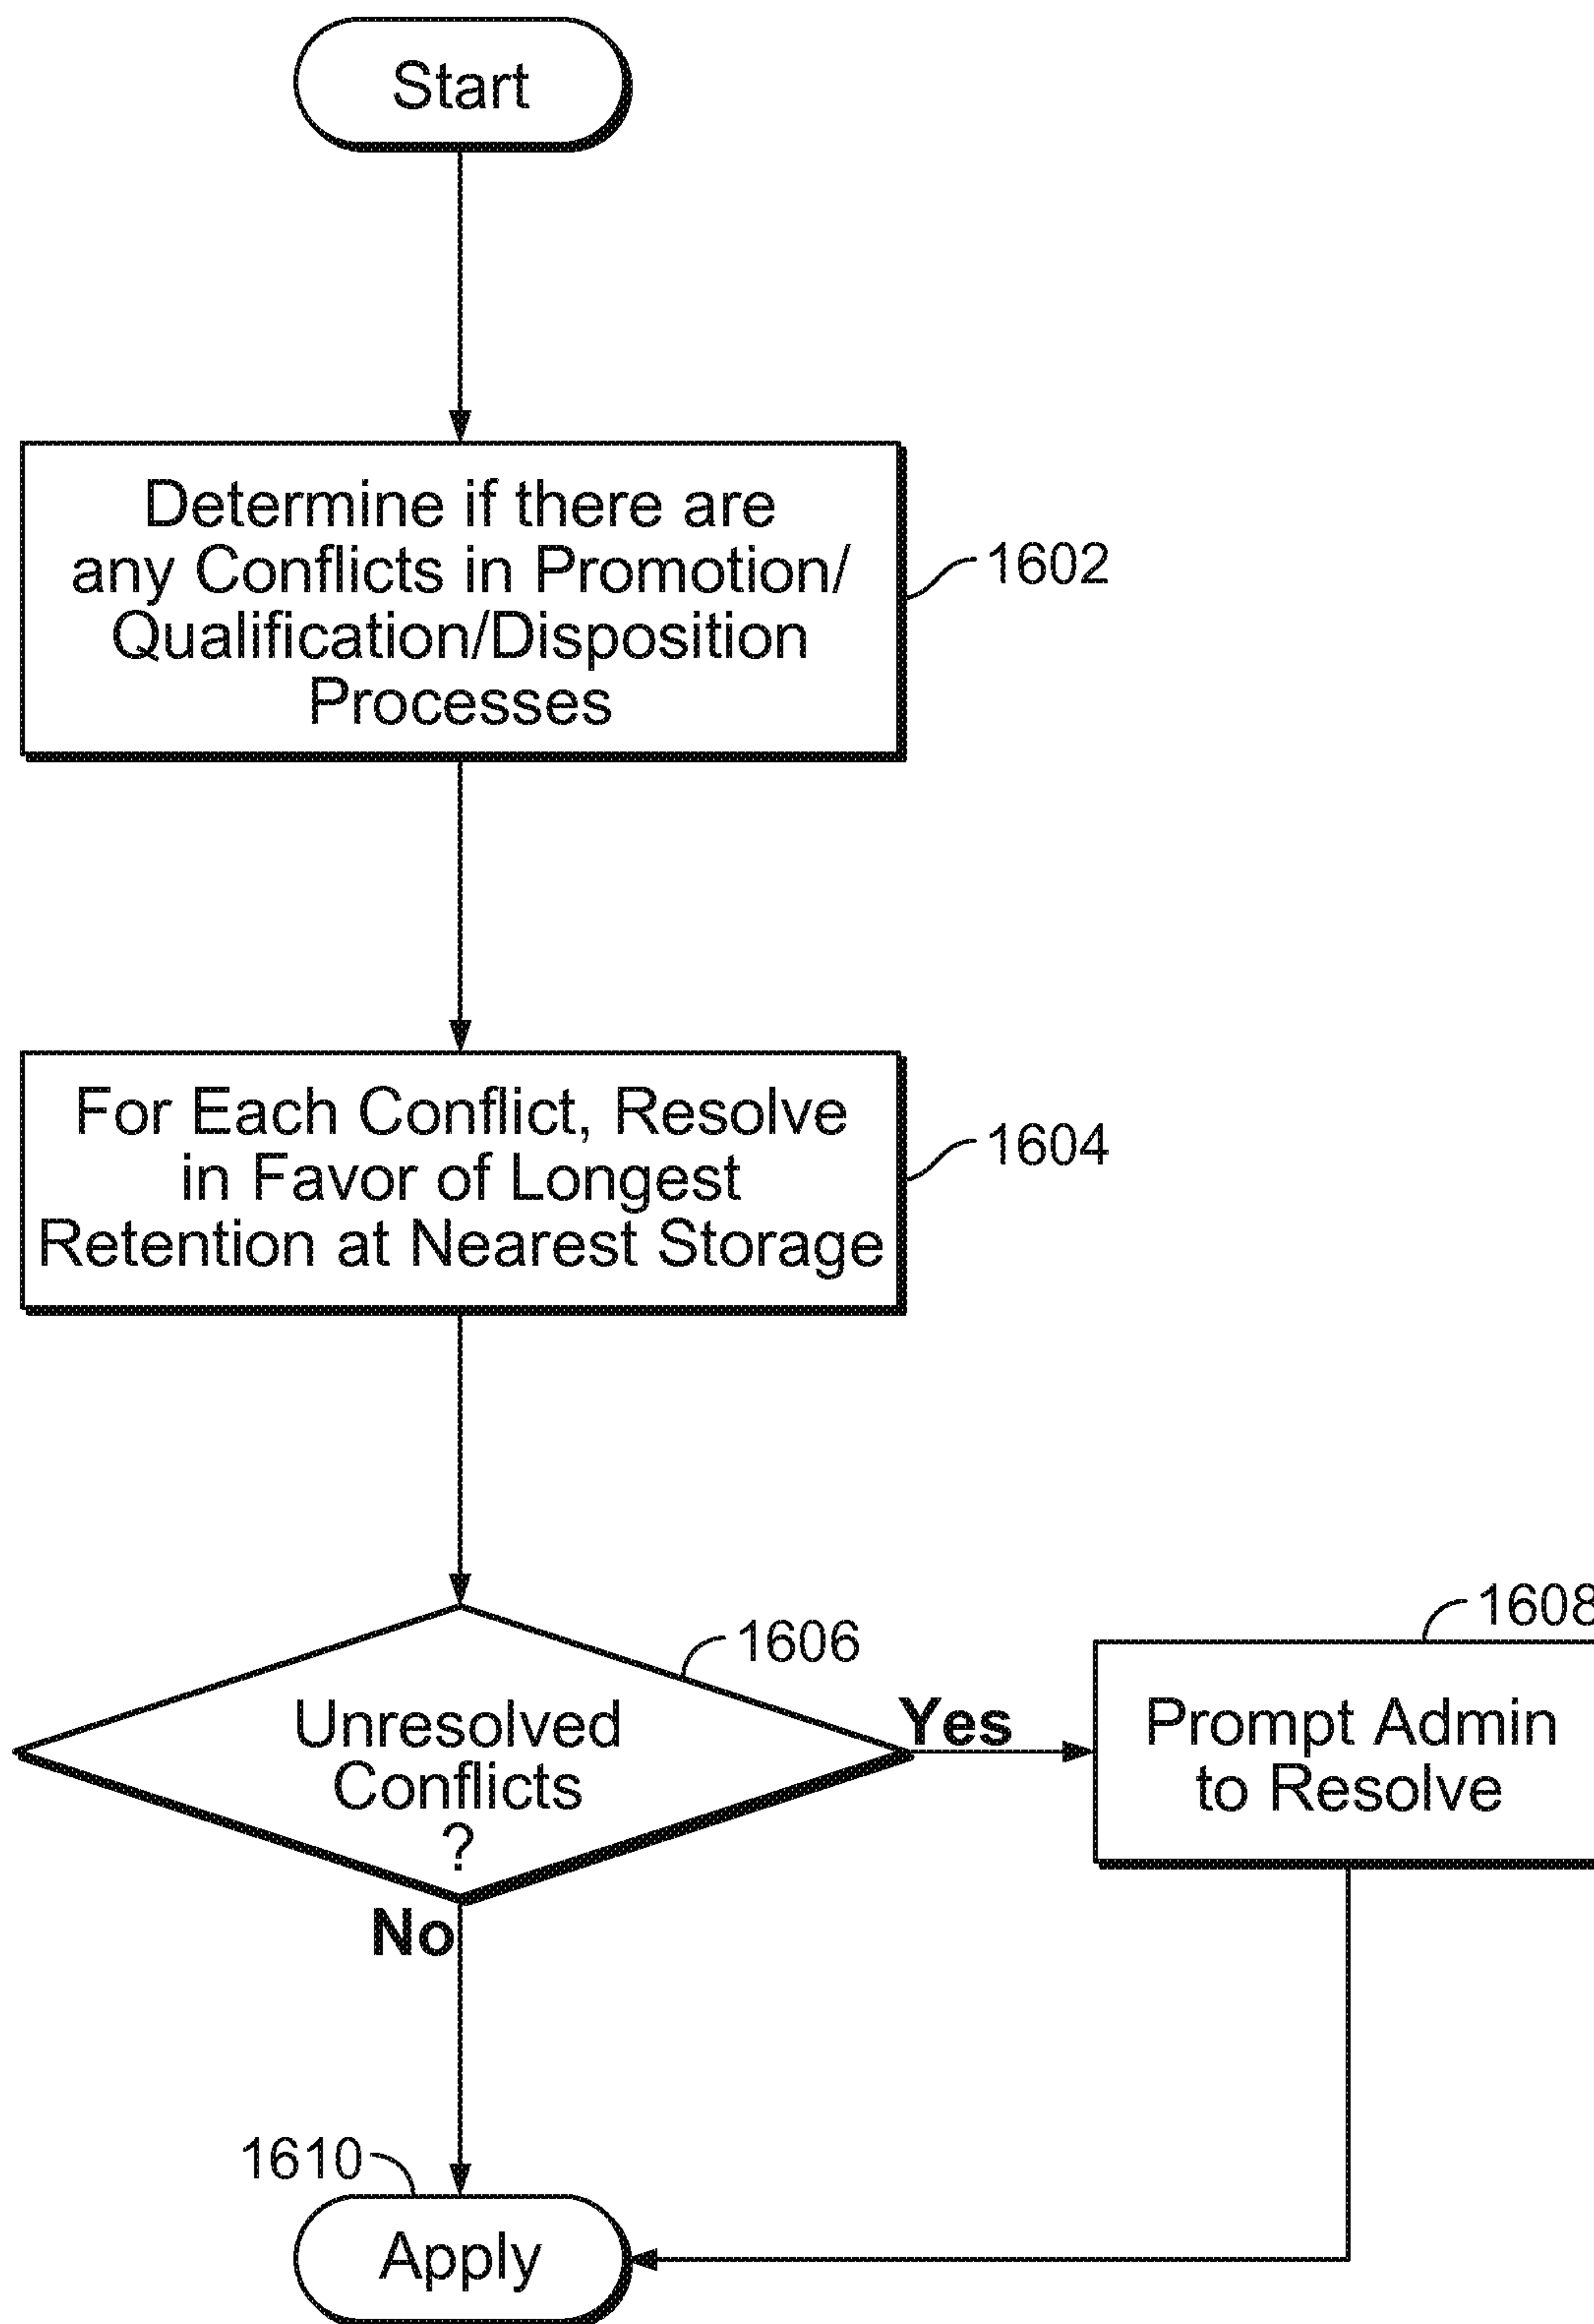 Start
Determine if there are
any Conflicts in Promotion/
Qualification/Disposition
Processes
1602
For Each Conflict, Resolve
in Favor of Longest
Retention at Nearest Storage
1604
1606
Unresolved
Conflicts
?
Yes
No
1608
Prompt Admin
to Resolve
1610
Apply